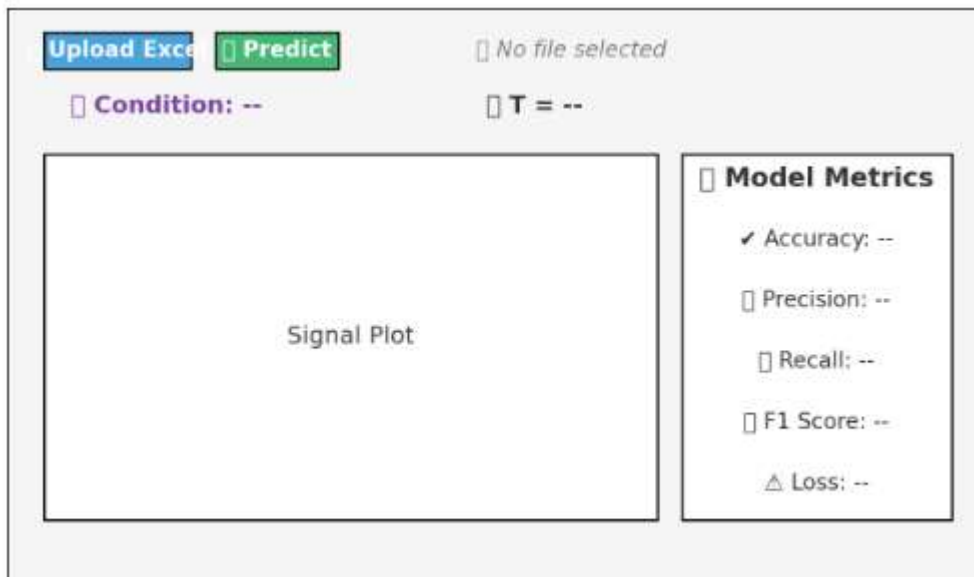 Upload Exce
Predict
No file selected
Condition: --
T = --
Model Metrics
✔ Accuracy: --
Precision: --
Signal Plot
Recall: --
F1 Score: --
⚠ Loss: --